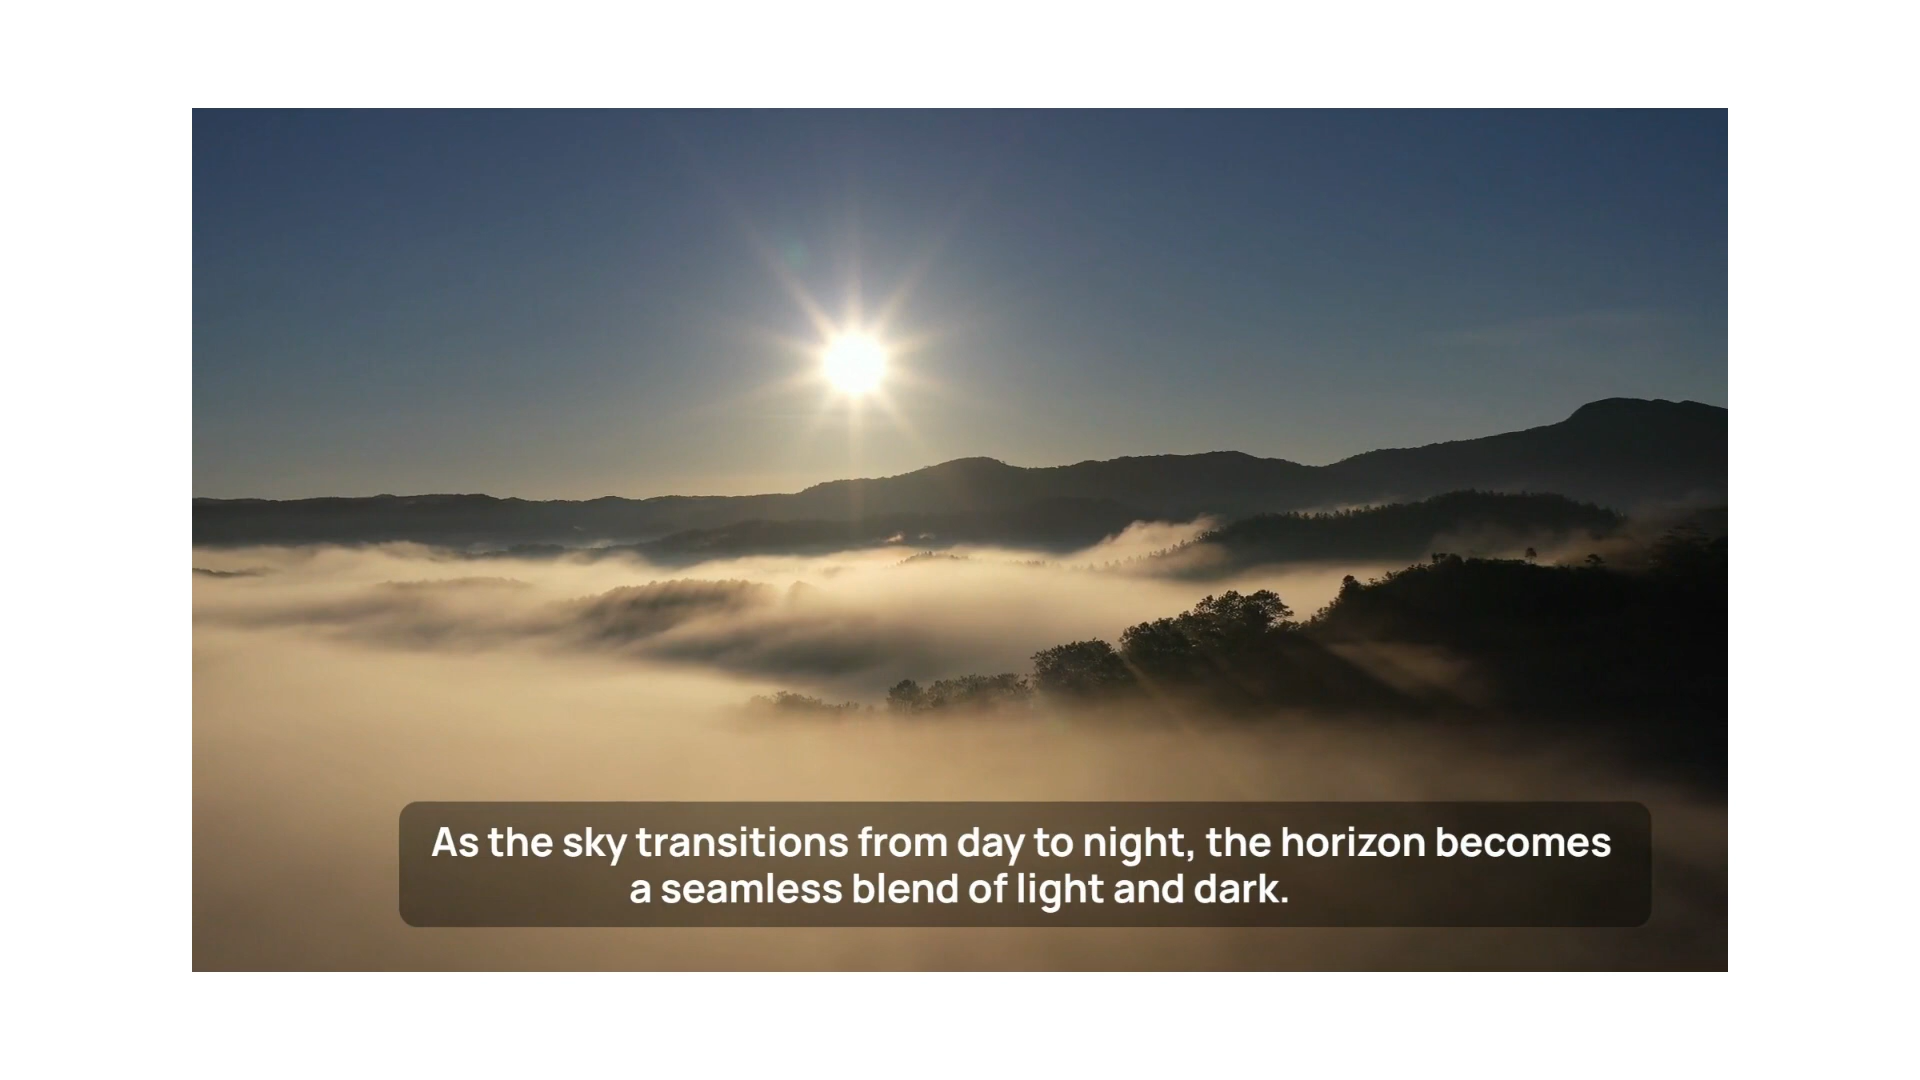 As the sky transitions from day to night, the horizon becomes
a seamless blend of light and dark.